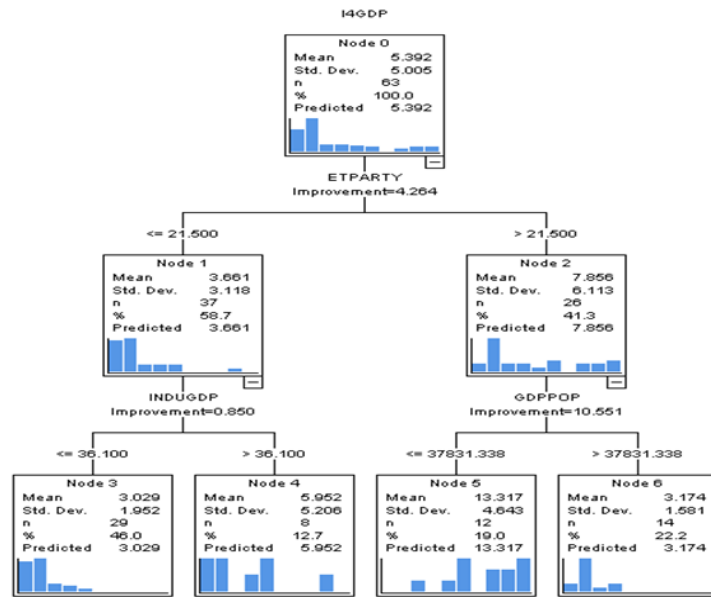 I4GDP
Node 0
Mean 5.392
Std. Dev. 5.005
n 63
% 100.0
Predicted 5.392
ETPARTY
Improvement=4.264
<= 21.500
> 21.500
Node 1
Mean 3.661
Std. Dev. 3.118
n 37
% 58.7
Predicted 3.661
Node 2
Mean 7.856
Std. Dev. 6.113
n 26
% 41.3
Predicted 7.856
INDUGDP
Improvement=0.850
GDPPOP
Improvement=10.551
<= 36.100
> 36.100
<= 37831.338
> 37831.338
Node 3
Mean 3.029
Std. Dev. 1.952
n 29
% 46.0
Predicted 3.029
Node 4
Mean 5.952
Std. Dev. 5.206
n 8
% 12.7
Predicted 5.952
Node 5
Mean 13.317
Std. Dev. 4.643
n 12
% 19.0
Predicted 13.317
Node 6
Mean 3.174
Std. Dev. 1.581
n 14
% 22.2
Predicted 3.174